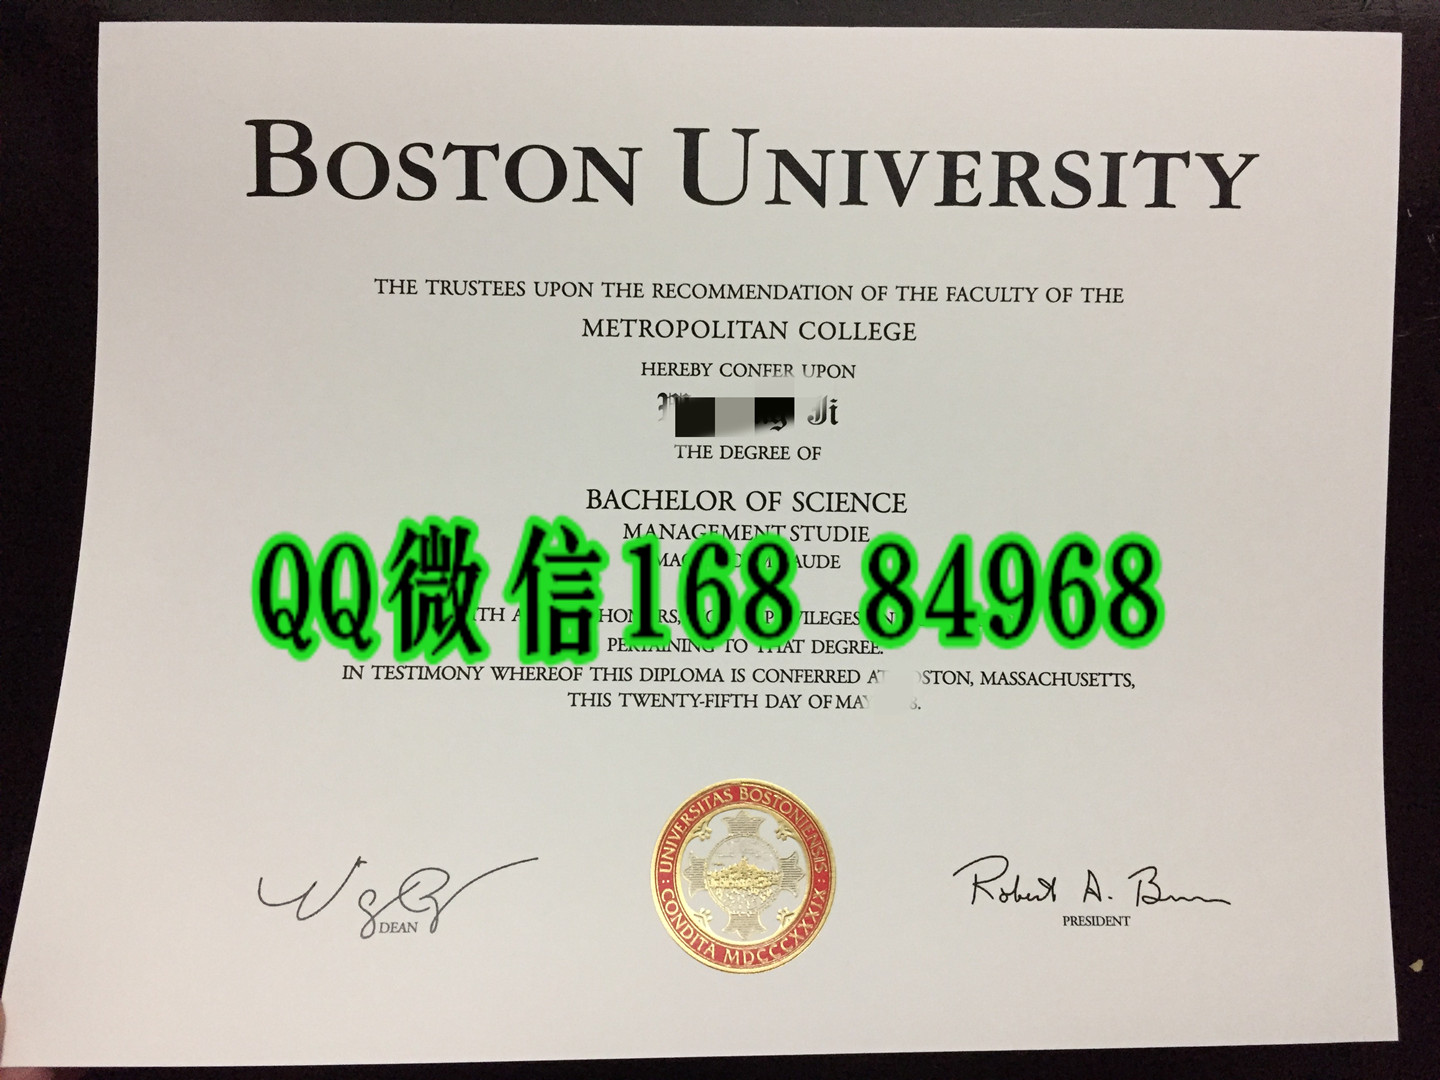 BOSTON UNIVERSITY
THE TRUSTEES UPON THE RECOMMENDATION OF THE FACULTY OF THE
METROPOLITAN COLLEGE
HEREBY CONFER UPON
Ji
THE DEGREE OF
BACHELOR OF SCIENCE
MANAGEMENT STUDIE
QQ微信168 84968
PERTAINING TO THAT DEGREE.
IN TESTIMONY WHEREOF THIS DIPLOMA IS CONFERRED MASSACHUSETTS,
THIS TWENTY-FIFTH DAY OF
UNIVERSITAS BOSTONIENSIS
CONDITA MDCCCXXXIX
DEAN
Robert A.
PRESIDENT